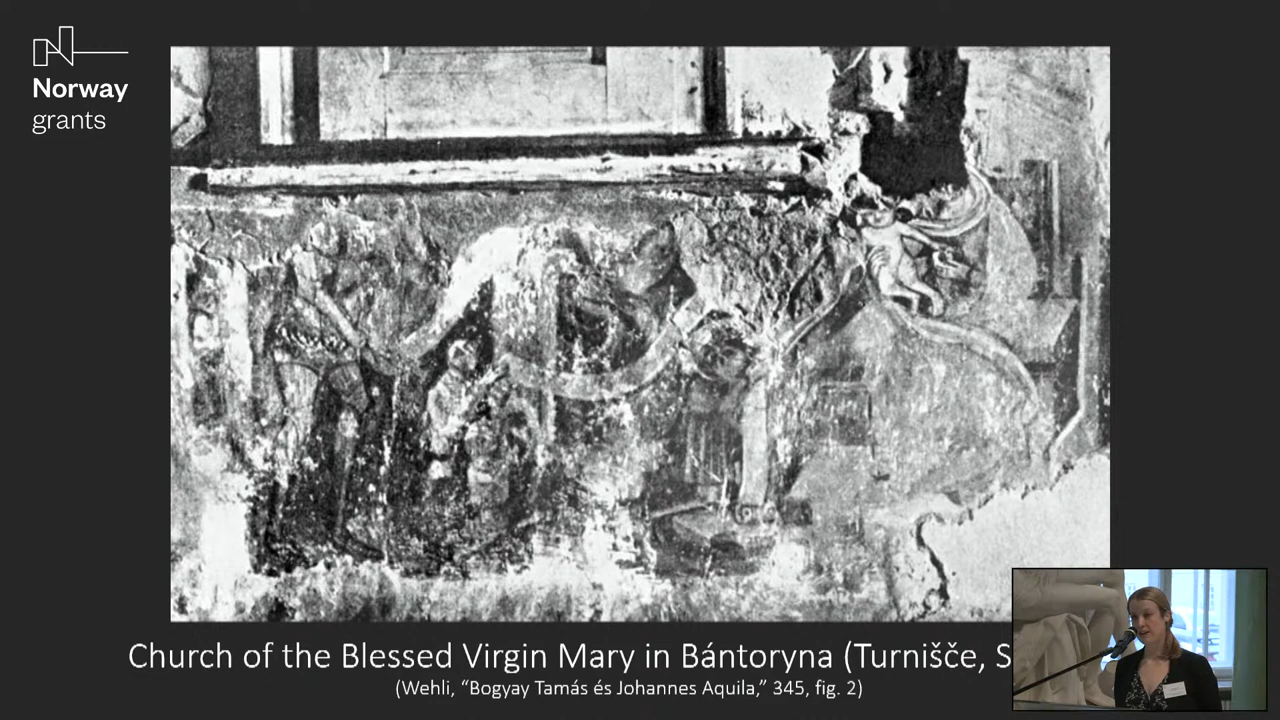 Norway
grants
Church of the Blessed Virgin Mary in Bántoryna (Turnišče, S
(Wehli, “Bogyay Tamás és Johannes Aquila,” 345, fig. 2)